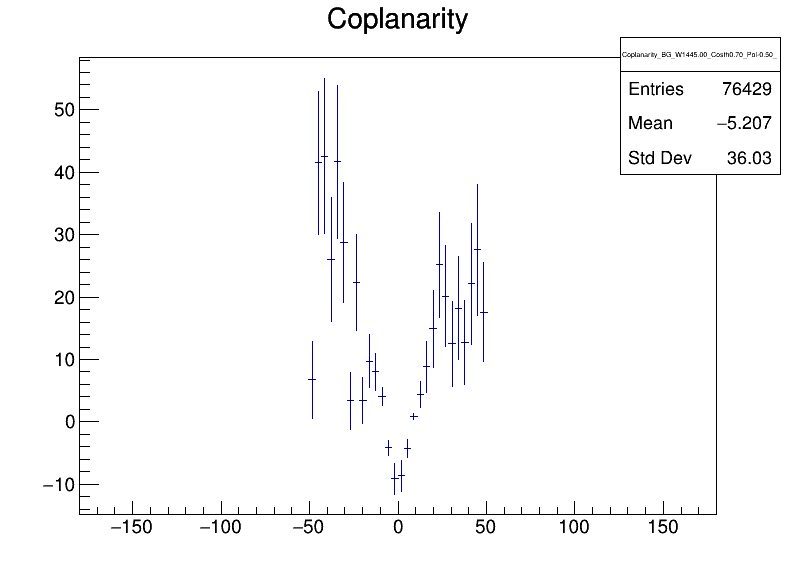 Coplanarity
Coplanarity_BG_W1445.00_Costh0.70_Pol-0.50_
Entries 76429
Mean −5.207
Std Dev 36.03
50
40
30
20
10
0
−10
−150 −100 −50 0 50 100 150